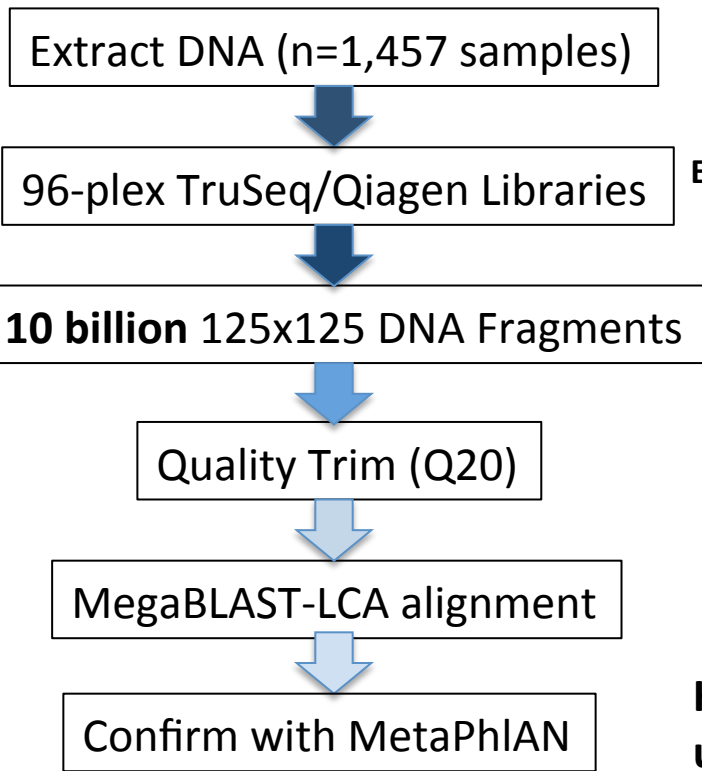 Extract DNA (n=1,457 samples)
96-plex TruSeq/Qiagen Libraries
10 billion 125x125 DNA Fragments
Quality Trim (Q20)
MegaBLAST-LCA alignment
Confirm with MetaPhlAN